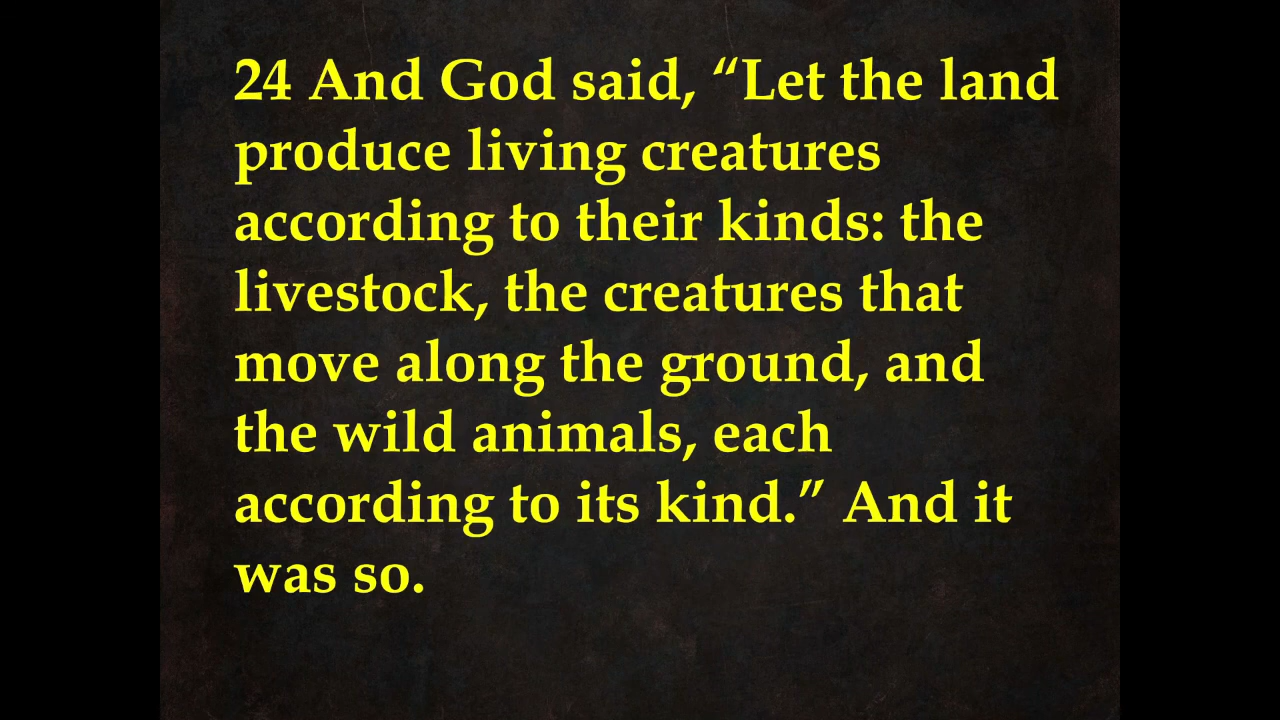 24 And God said, “Let the land
produce living creatures
according to their kinds: the
livestock, the creatures that
move along the ground, and
the wild animals, each
according to its kind.” And it
was so.